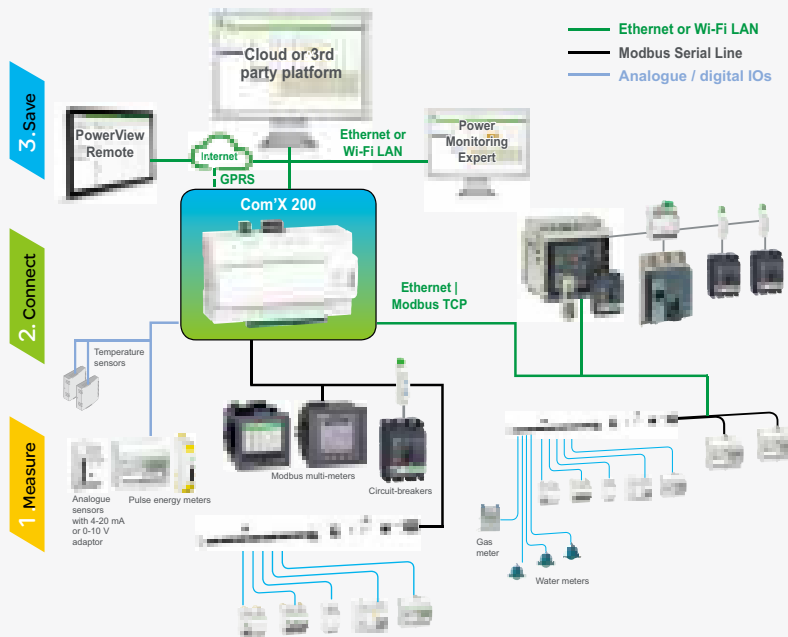 Ethernet or Wi-Fi LAN
Modbus Serial Line
Analogue / digital IOs
3. Save
Cloud or 3rd
party platform
PowerView
Remote
Internet
GPRS
Ethernet or
Wi-Fi LAN
Power
Monitoring
Expert
2. Connect
Com'X 200
Ethernet |
Modbus TCP
Temperature
sensors
1. Measure
Analogue
sensors
with 4-20 mA
or 0-10 V
adaptor
Pulse energy meters
Modbus multi-meters
Circuit-breakers
Gas
meter
Water meters